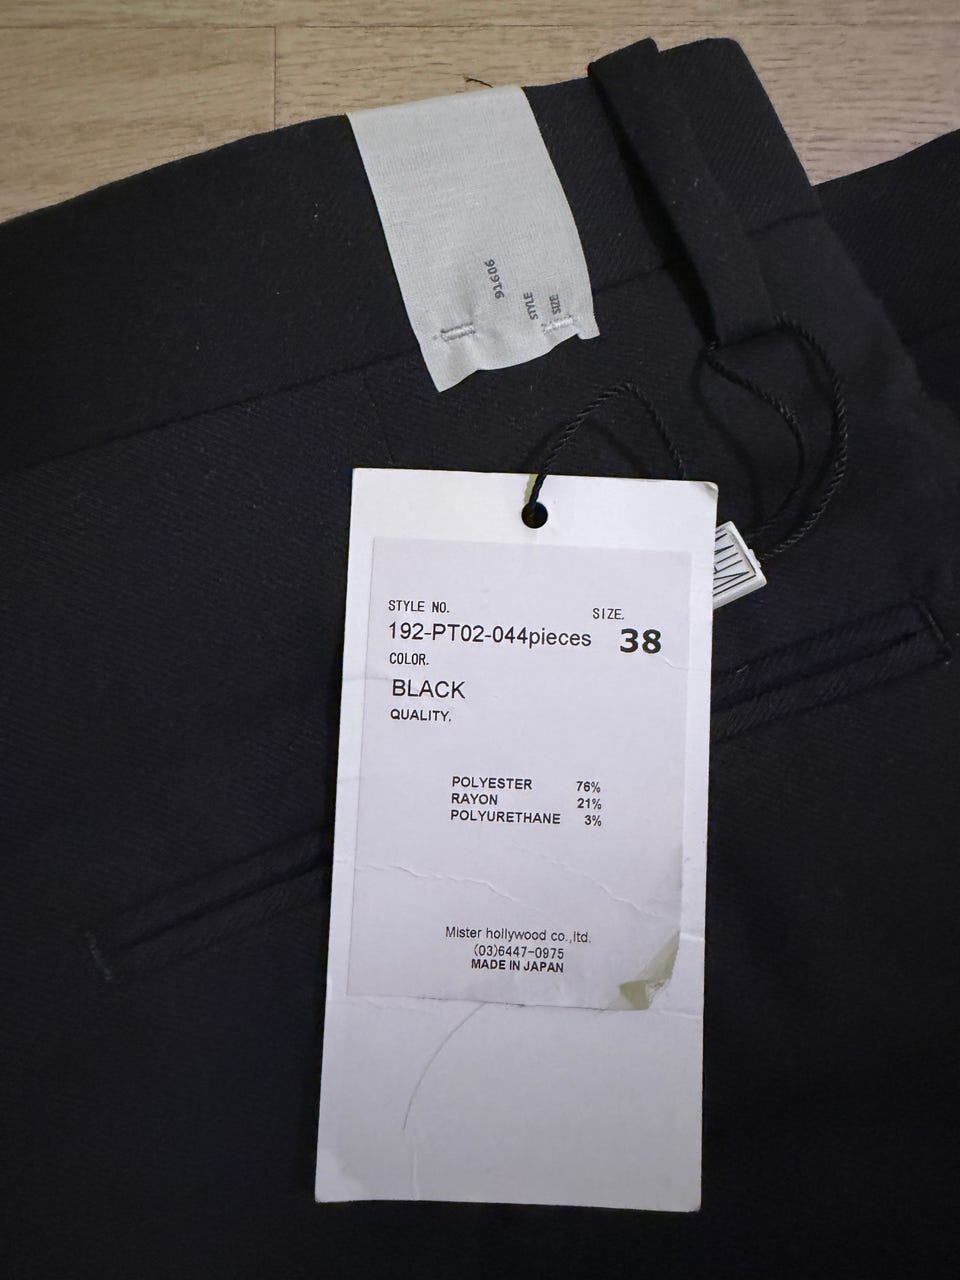 91606
STYLE
SIZE
STYLE NO.
SIZE.
192-PT02-044pieces
38
COLOR.
BLACK
QUALITY.
POLYESTER 76%
RAYON 21%
POLYURETHANE 3%
Mister hollywood co.,ltd.
(03)6447-0975
MADE IN JAPAN